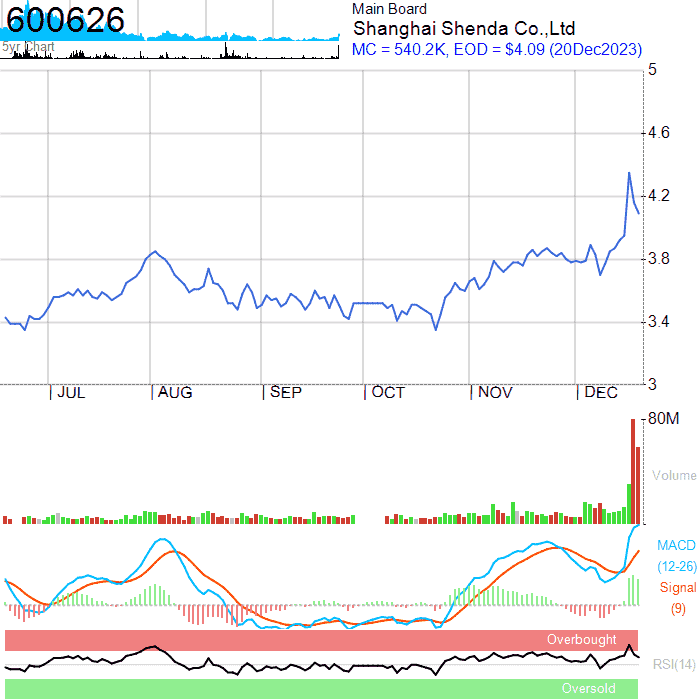 600626
5yr Chart
Main Board
Shanghai Shenda Co.,Ltd
MC = 540.2K, EOD = $4.09 (20Dec2023)
5
4.6
4.2
3.8
3.4
3
JUL AUG SEP OCT NOV DEC
80M
Volume
MACD
(12-26)
Signal
(9)
Overbought
RSI(14)
Oversold